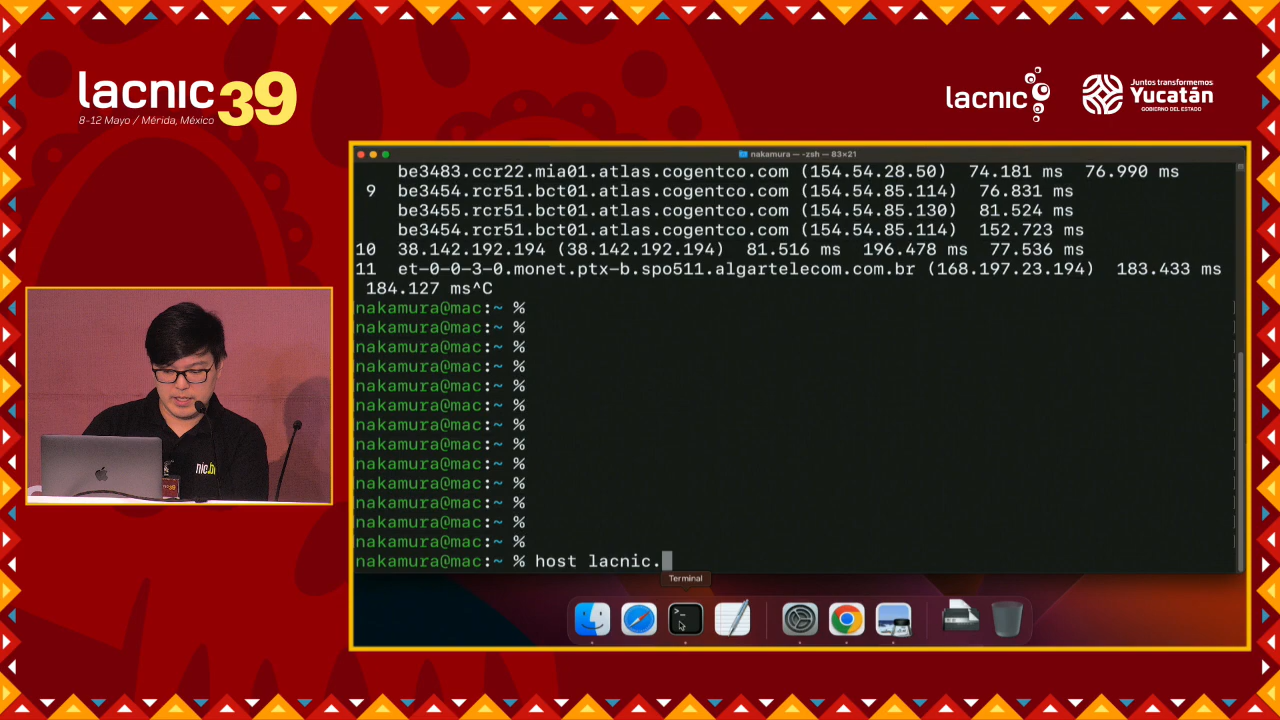 lacnic 39
8-12 Mayo / Mérida, México
lacnic
Juntos transformemos
Yucatán
GOBIERNO DEL ESTADO
nakamura — -zsh — 83×21
be3483.ccr22.mia01.atlas.cogentco.com (154.54.28.50)  74.181 ms  76.990 ms
9  be3454.rcr51.bct01.atlas.cogentco.com (154.54.85.114)  76.831 ms
be3455.rcr51.bct01.atlas.cogentco.com (154.54.85.130)  81.524 ms
be3454.rcr51.bct01.atlas.cogentco.com (154.54.85.114)  152.723 ms
10  38.142.192.194 (38.142.192.194)  81.516 ms  196.478 ms  77.536 ms
11  et-0-0-3-0.monet.ptx-b.spo511.algartelecom.com.br (168.197.23.194)  183.433 ms
184.127 ms^C
nakamura@mac:~ %
nakamura@mac:~ %
nakamura@mac:~ %
nakamura@mac:~ %
nakamura@mac:~ %
nakamura@mac:~ %
nakamura@mac:~ %
nakamura@mac:~ %
nakamura@mac:~ %
nakamura@mac:~ %
nakamura@mac:~ %
nakamura@mac:~ %
nakamura@mac:~ %
nakamura@mac:~ % host lacnic.
Terminal
nic.br